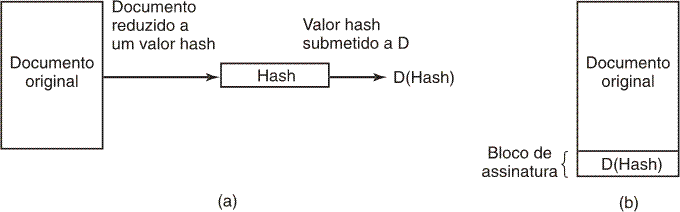 Documento
original
Documento
reduzido a
um valor hash
Hash
Valor hash
submetido a D
D(Hash)
(a)
Documento
original
Bloco de
assinatura
D(Hash)
(b)